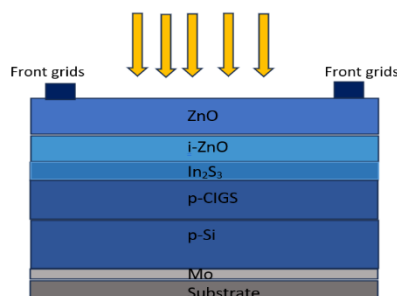 Front grids
Front grids
ZnO
i-ZnO
In₂S₃
p-CIGS
p-Si
Mo
Substrate